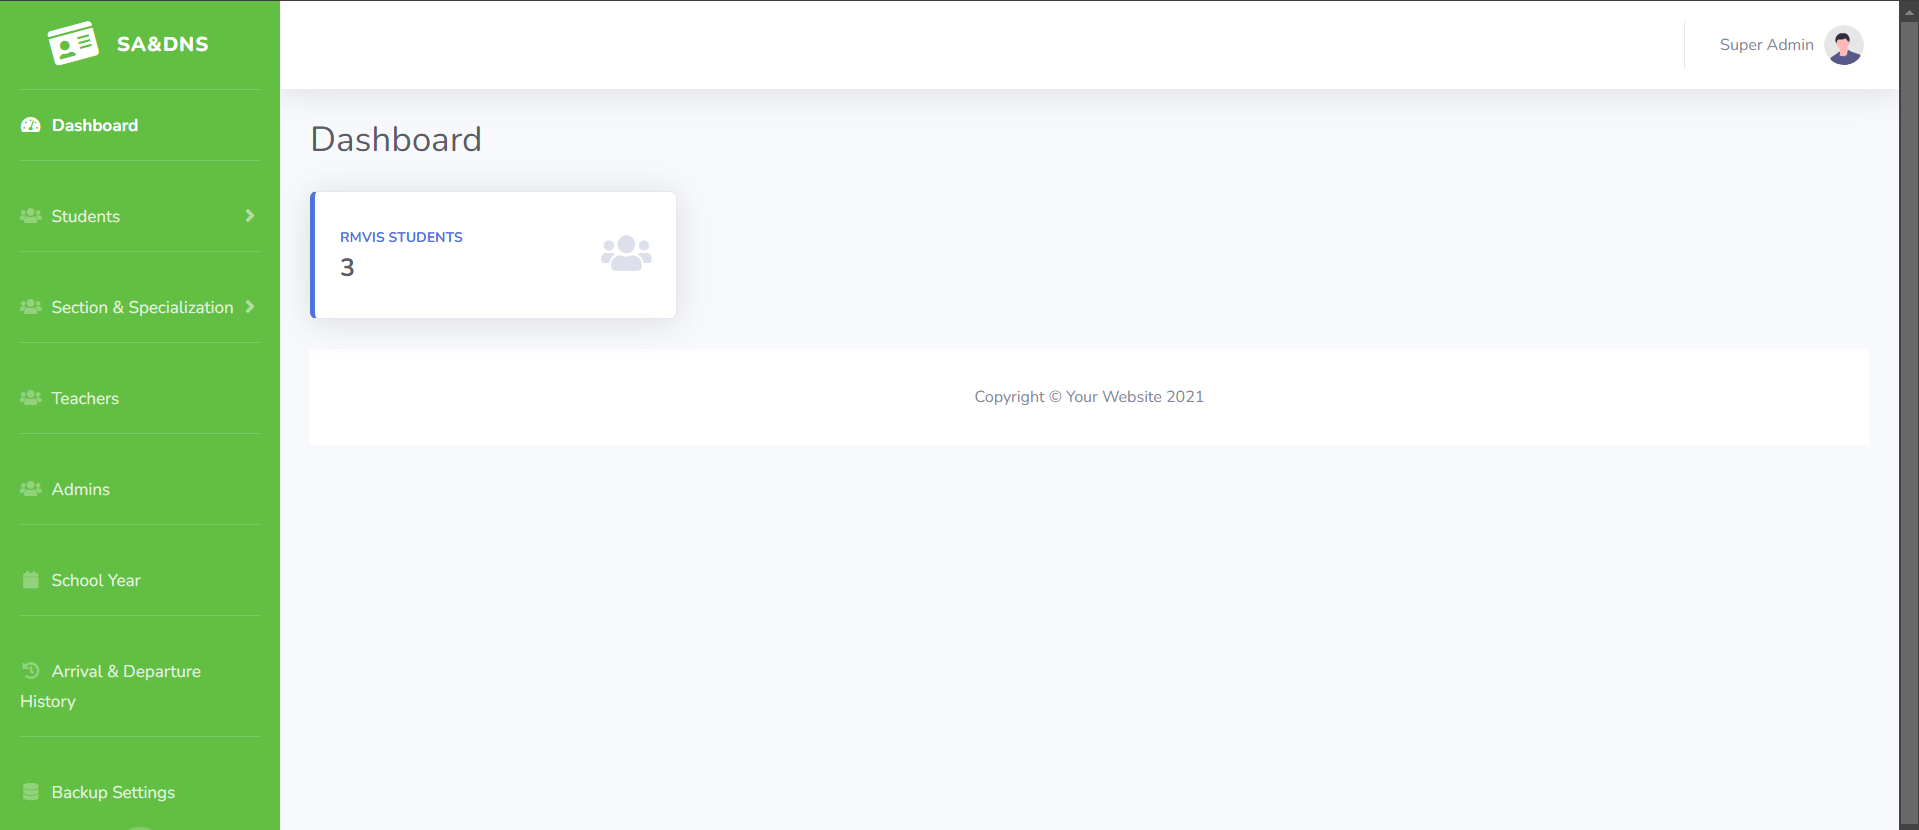 SA&DNS
Dashboard
Students
Section & Specialization
Teachers
Admins
School Year
Arrival & Departure
History
Backup Settings
Super Admin
Dashboard
RMVIS STUDENTS
3
Copyright © Your Website 2021